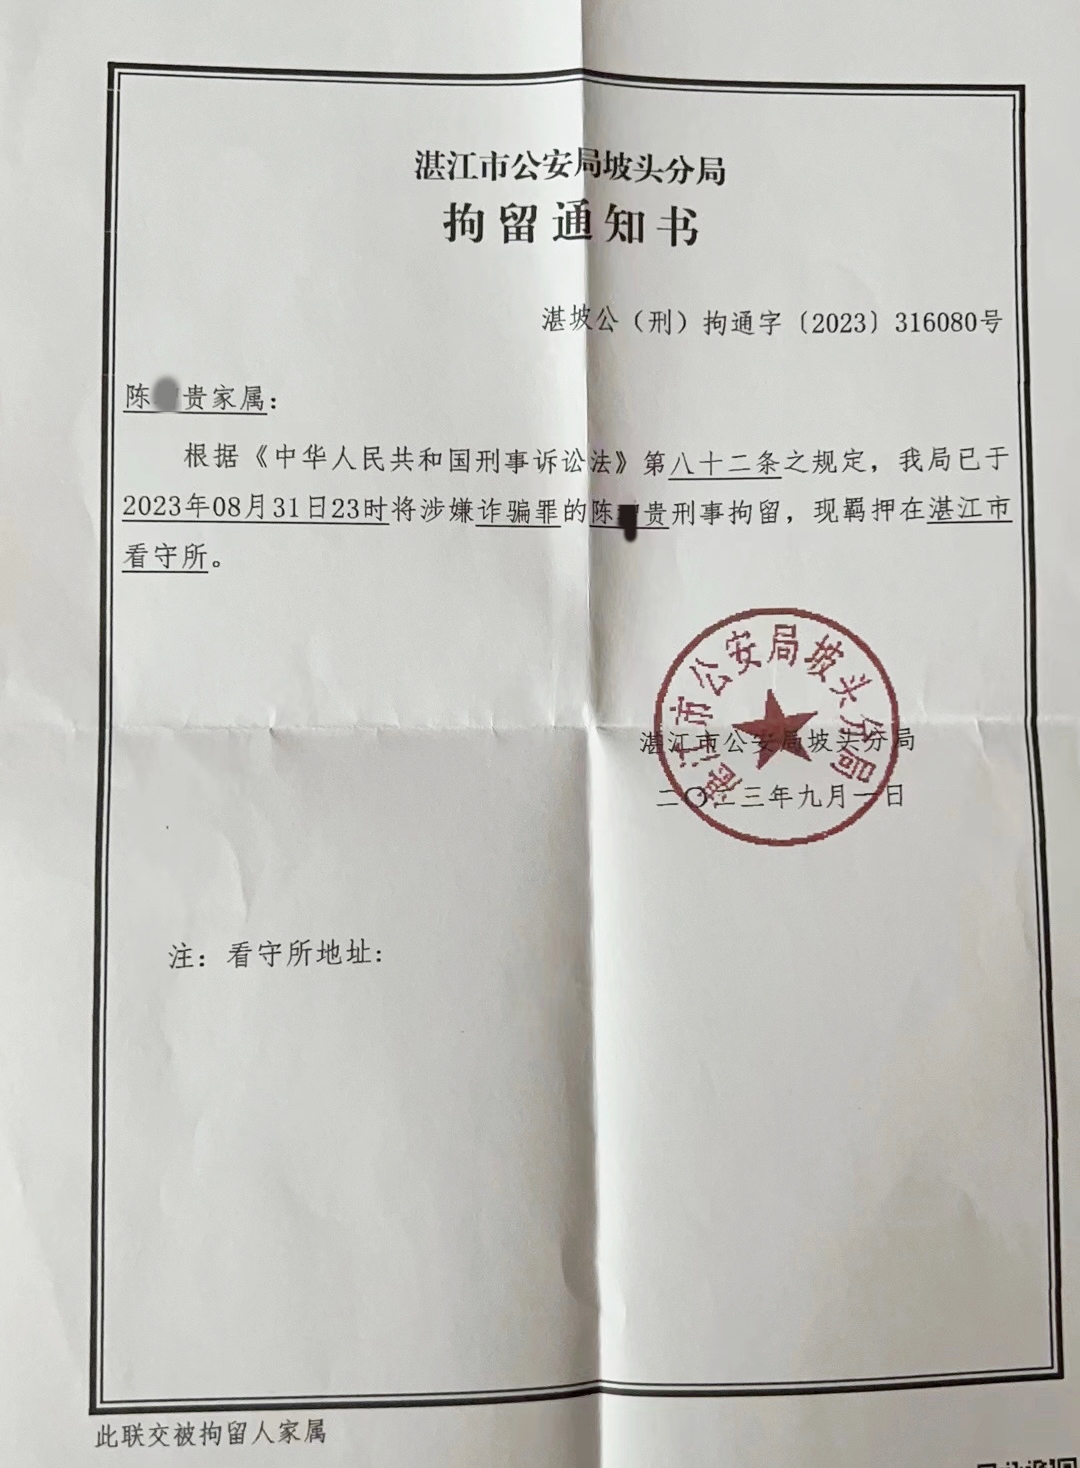 湛江市公安局坡头分局
拘留通知书
湛坡公（刑）拘通字〔2023〕316080号
陈 贵家属：
根据《中华人民共和国刑事诉讼法》第八十二条之规定，我局已于
2023年08月31日23时将涉嫌诈骗罪的陈 贵刑事拘留，现羁押在湛江市
看守所。
湛江市公安局坡头分局
湛江市公安局坡头分局
二〇二三年九月一日
注：看守所地址：
此联交被拘留人家属